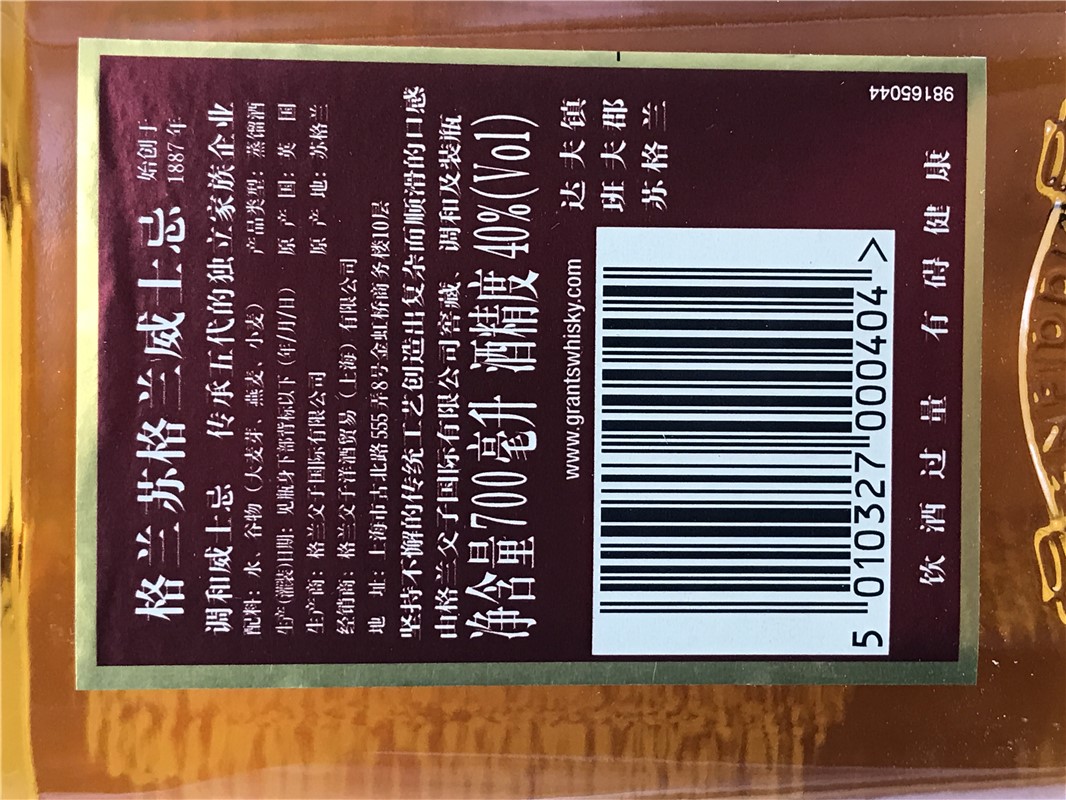 格兰苏格兰威士忌 始创于
1887年
调和威士忌 传承五代的独立家族企业
配料：水、谷物（大麦芽、燕麦、小麦） 产品类型：蒸馏酒
生产(灌装)日期：见瓶身下部背标以下（年/月/日） 原产国：英国
生产商：格兰父子国际有限公司 原产地：苏格兰
经销商：格兰父子洋酒贸易（上海）有限公司
地 址：上海市古北路555弄8号金虹桥商务楼10层
坚持不懈的传统工艺创造出复杂而顺滑的口感
由格兰父子国际有限公司窖藏、调和及装瓶
净含量700毫升 酒精度 40%(Vol)
www.grantswhisky.com
达夫镇
班夫郡
苏格兰
5 010327 000404 >
饮酒过量有碍健康
98165044